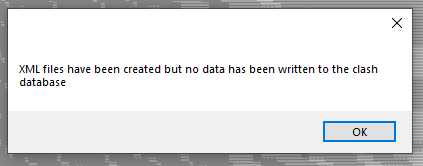 XML files have been created but no data has been written to the clash
database
OK